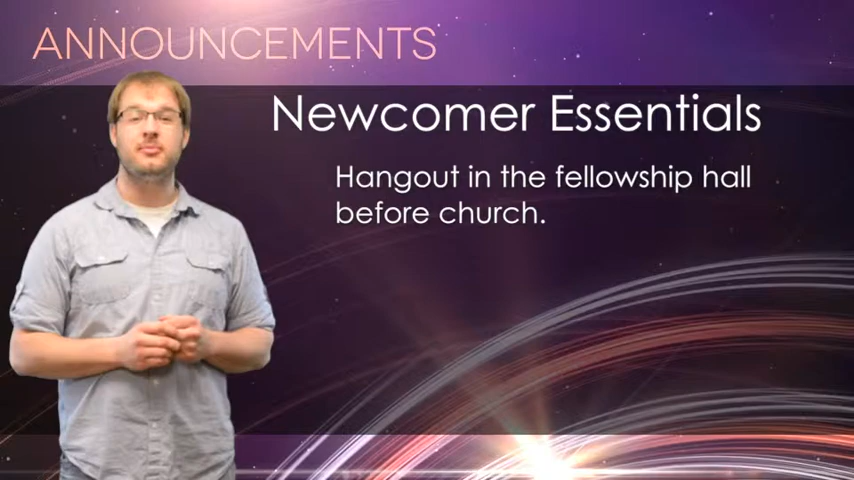 ANNOUNCEMENTS
Newcomer Essentials
Hangout in the fellowship hall
before church.